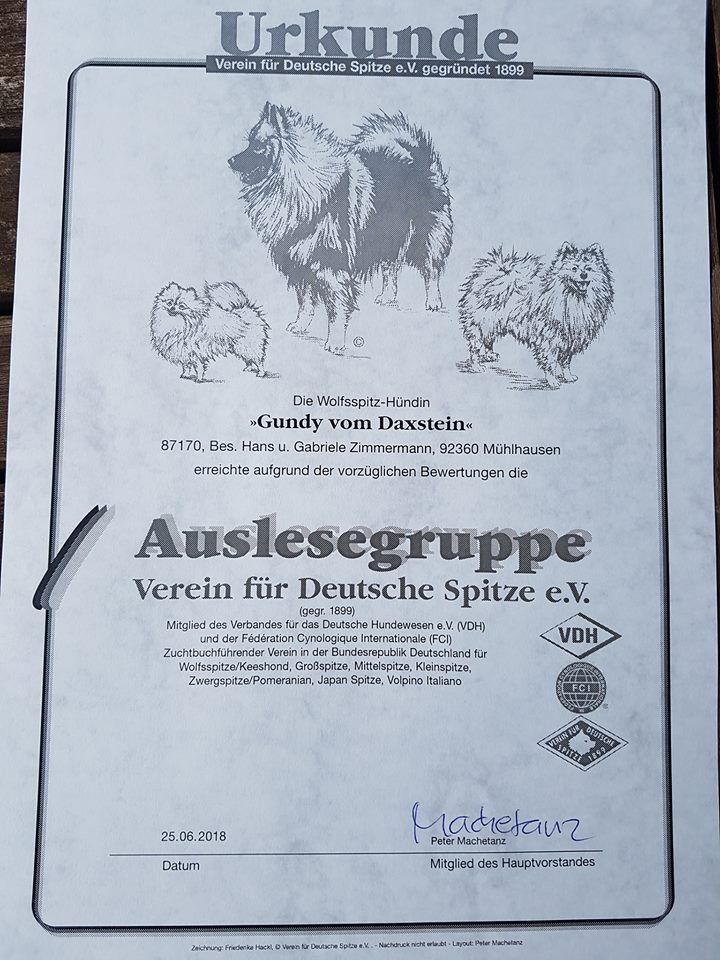 Urkunde
Verein für Deutsche Spitze e.V. gegründet 1899
©
Die Wolfsspitz-Hündin
»Gundy vom Daxstein«
87170, Bes. Hans u. Gabriele Zimmermann, 92360 Mühlhausen
erreichte aufgrund der vorzüglichen Bewertungen die
Auslesegruppe
Verein für Deutsche Spitze e.V.
(gegr. 1899)
Mitglied des Verbandes für das Deutsche Hundewesen e.V. (VDH)
und der Fédération Cynologique Internationale (FCI)
Zuchtbuchführender Verein in der Bundesrepublik Deutschland für
Wolfsspitze/Keeshond, Großspitze, Mittelspitze, Kleinspitze,
Zwergspitze/Pomeranian, Japan Spitze, Volpino Italiano
VDH
FCI
VEREIN FÜR DEUTSCHE
SPITZE 1899
Machetanz
25.06.2018
Peter Machetanz
Datum
Mitglied des Hauptvorstandes
Zeichnung: Friederike Hackl, © Verein für Deutsche Spitze e.V. . - Nachdruck nicht erlaubt - Layout: Peter Machetanz